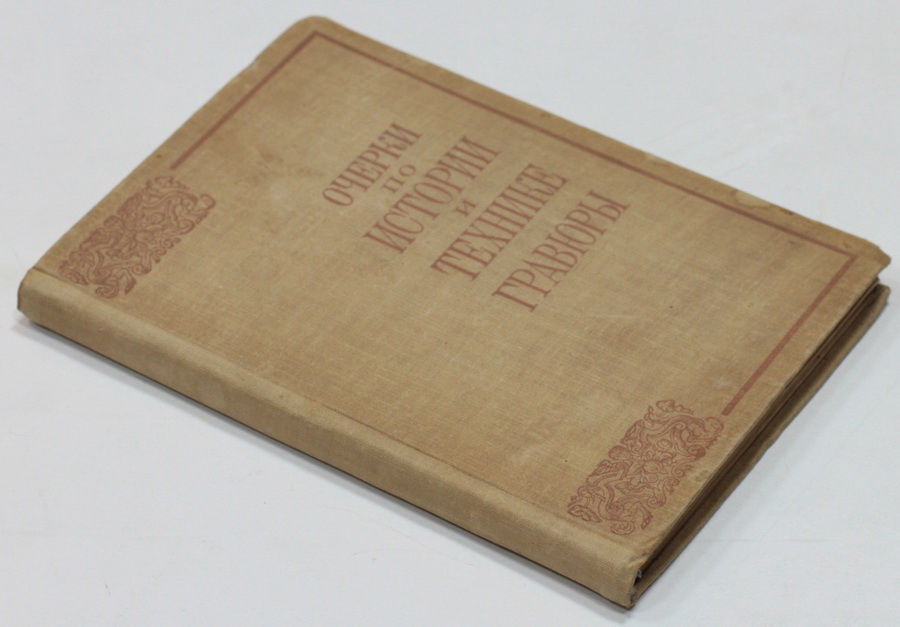 ОЧЕРКИ
ПО
ИСТОРИИ
И
ТЕХНИКЕ
ГРАВЮРЫ